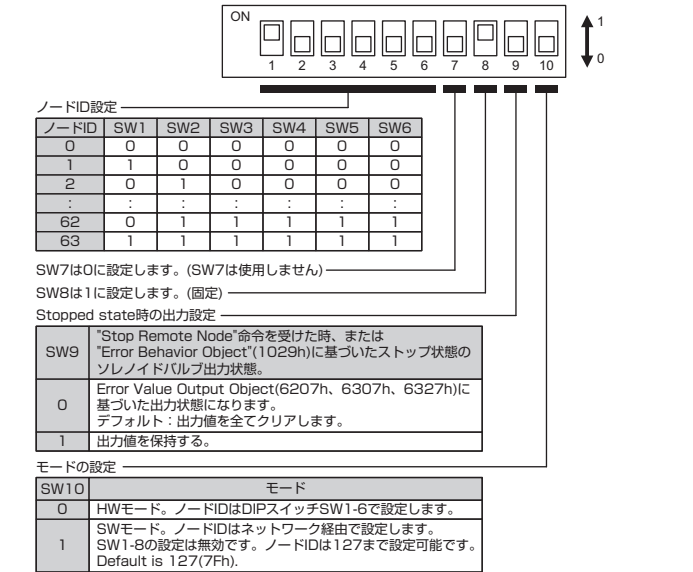 ON
1
0
1 2 3 4 5 6 7 8 9 10
ノードID設定
ノードID SW1 SW2 SW3 SW4 SW5 SW6
0 0 0 0 0 0 0
1 1 0 0 0 0 0
2 0 1 0 0 0 0
: : : : : : :
62 0 1 1 1 1 1
63 1 1 1 1 1 1
SW7は0に設定します。(SW7は使用しません)
SW8は1に設定します。(固定)
Stopped state時の出力設定
SW9
"Stop Remote Node"命令を受けた時、または
"Error Behavior Object"(1029h)に基づいたストップ状態の
ソレノイドバルブ出力状態。
0
Error Value Output Object(6207h、6307h、6327h)に
基づいた出力状態になります。
デフォルト：出力値を全てクリアします。
1 出力値を保持する。
モードの設定
SW10 モード
0 HWモード。ノードIDはDIPスイッチSW1-6で設定します。
1
SWモード。ノードIDはネットワーク経由で設定します。
SW1-8の設定は無効です。ノードIDは127まで設定可能です。
Default is 127(7Fh).